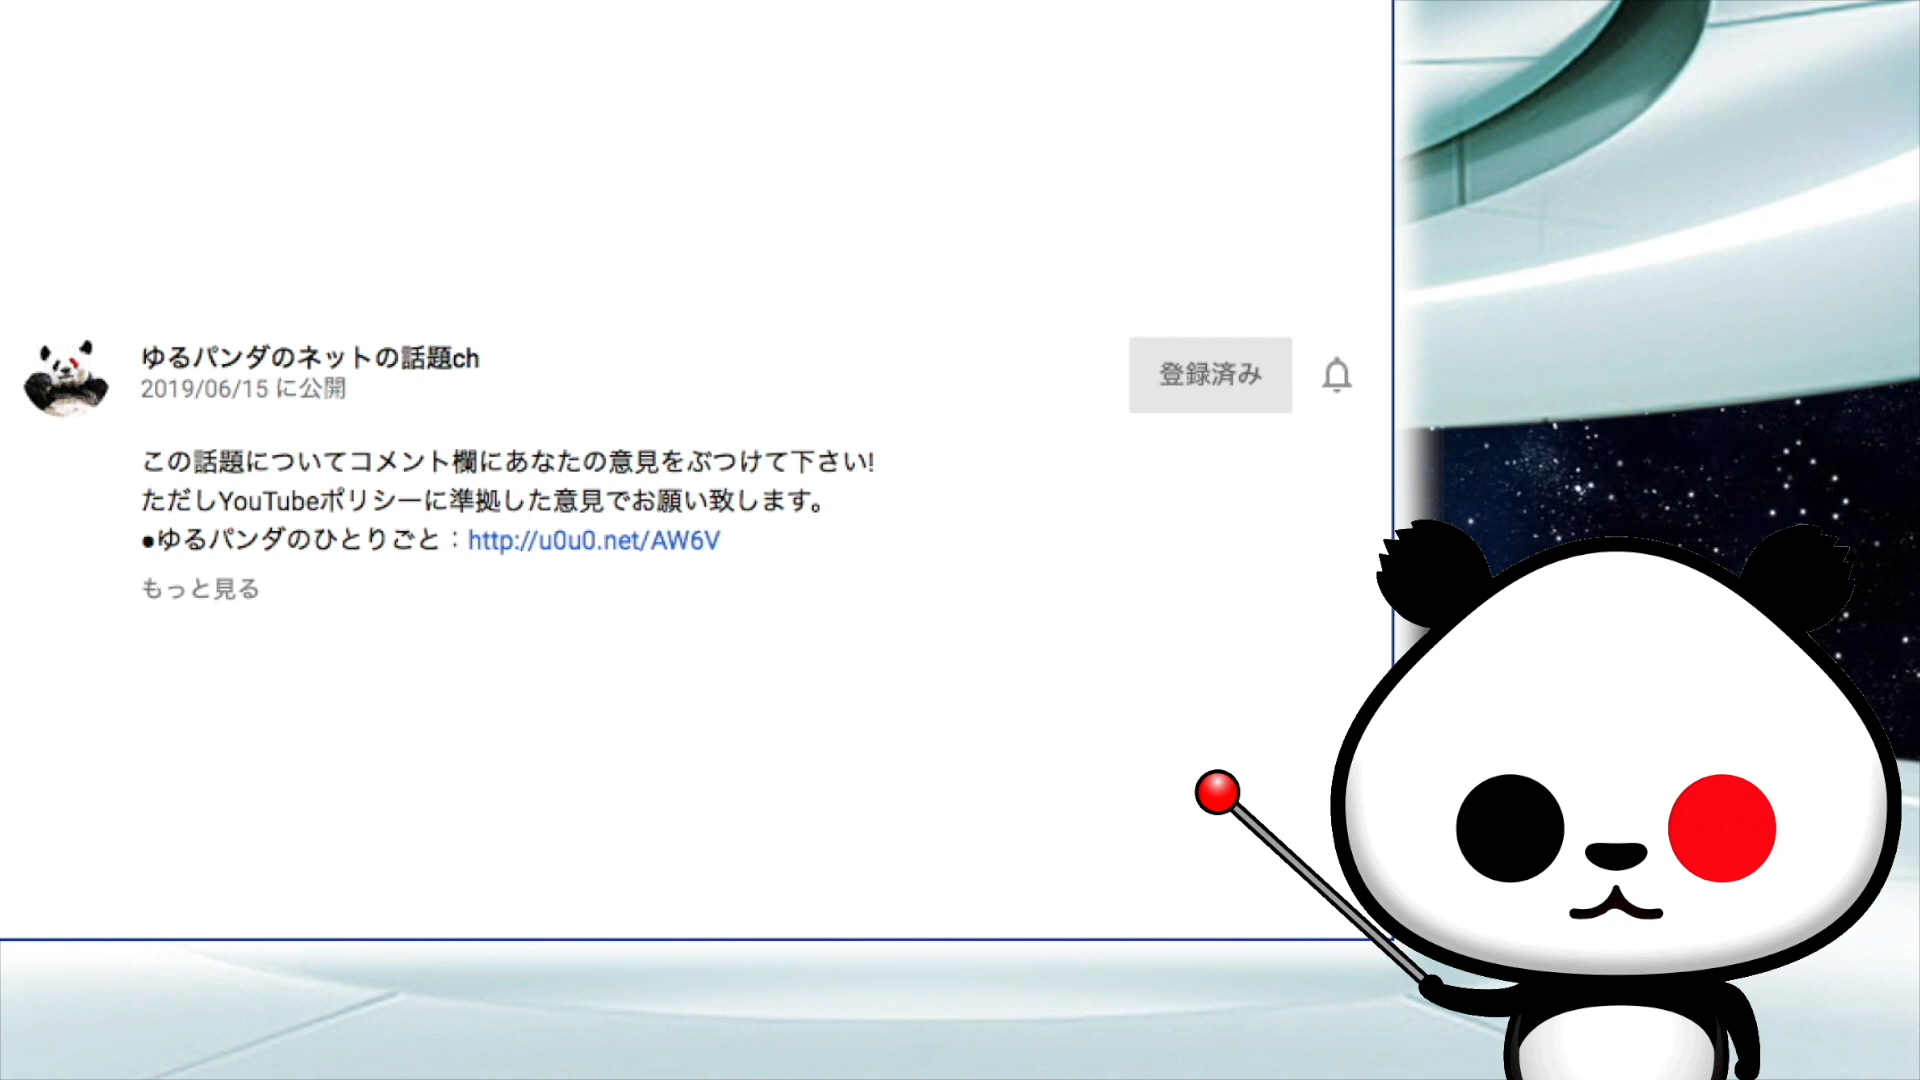 ゆるパンダのネットの話題ch
2019/06/15 に公開
登録済み
この話題についてコメント欄にあなたの意見をぶつけて下さい!
ただしYouTubeポリシーに準拠した意見でお願い致します。
●ゆるパンダのひとりごと：http://u0u0.net/AW6V
もっと見る